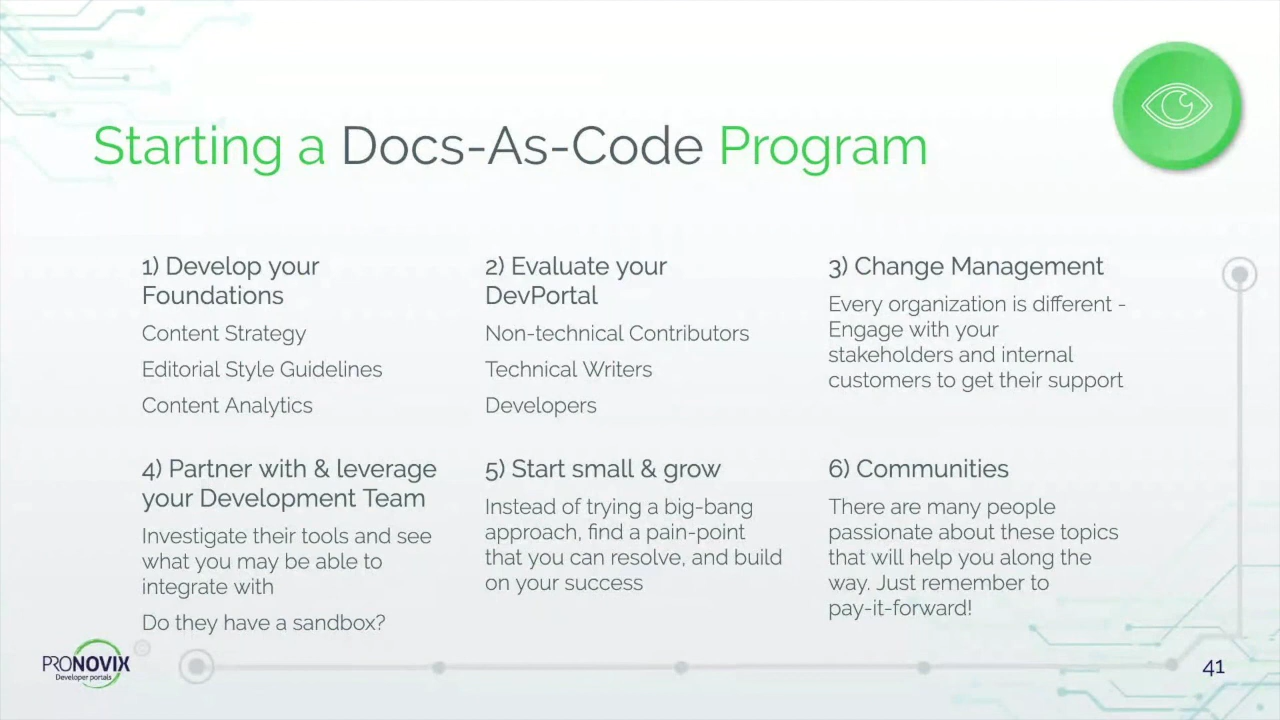 Starting a Docs-As-Code Program
1) Develop your
Foundations
Content Strategy
Editorial Style Guidelines
Content Analytics
2) Evaluate your
DevPortal
Non-technical Contributors
Technical Writers
Developers
3) Change Management
Every organization is different -
Engage with your
stakeholders and internal
customers to get their support
4) Partner with & leverage
your Development Team
Investigate their tools and see
what you may be able to
integrate with
Do they have a sandbox?
5) Start small & grow
Instead of trying a big-bang
approach, find a pain-point
that you can resolve, and build
on your success
6) Communities
There are many people
passionate about these topics
that will help you along the
way. Just remember to
pay-it-forward!
PRONOVIX
Developer portals
41